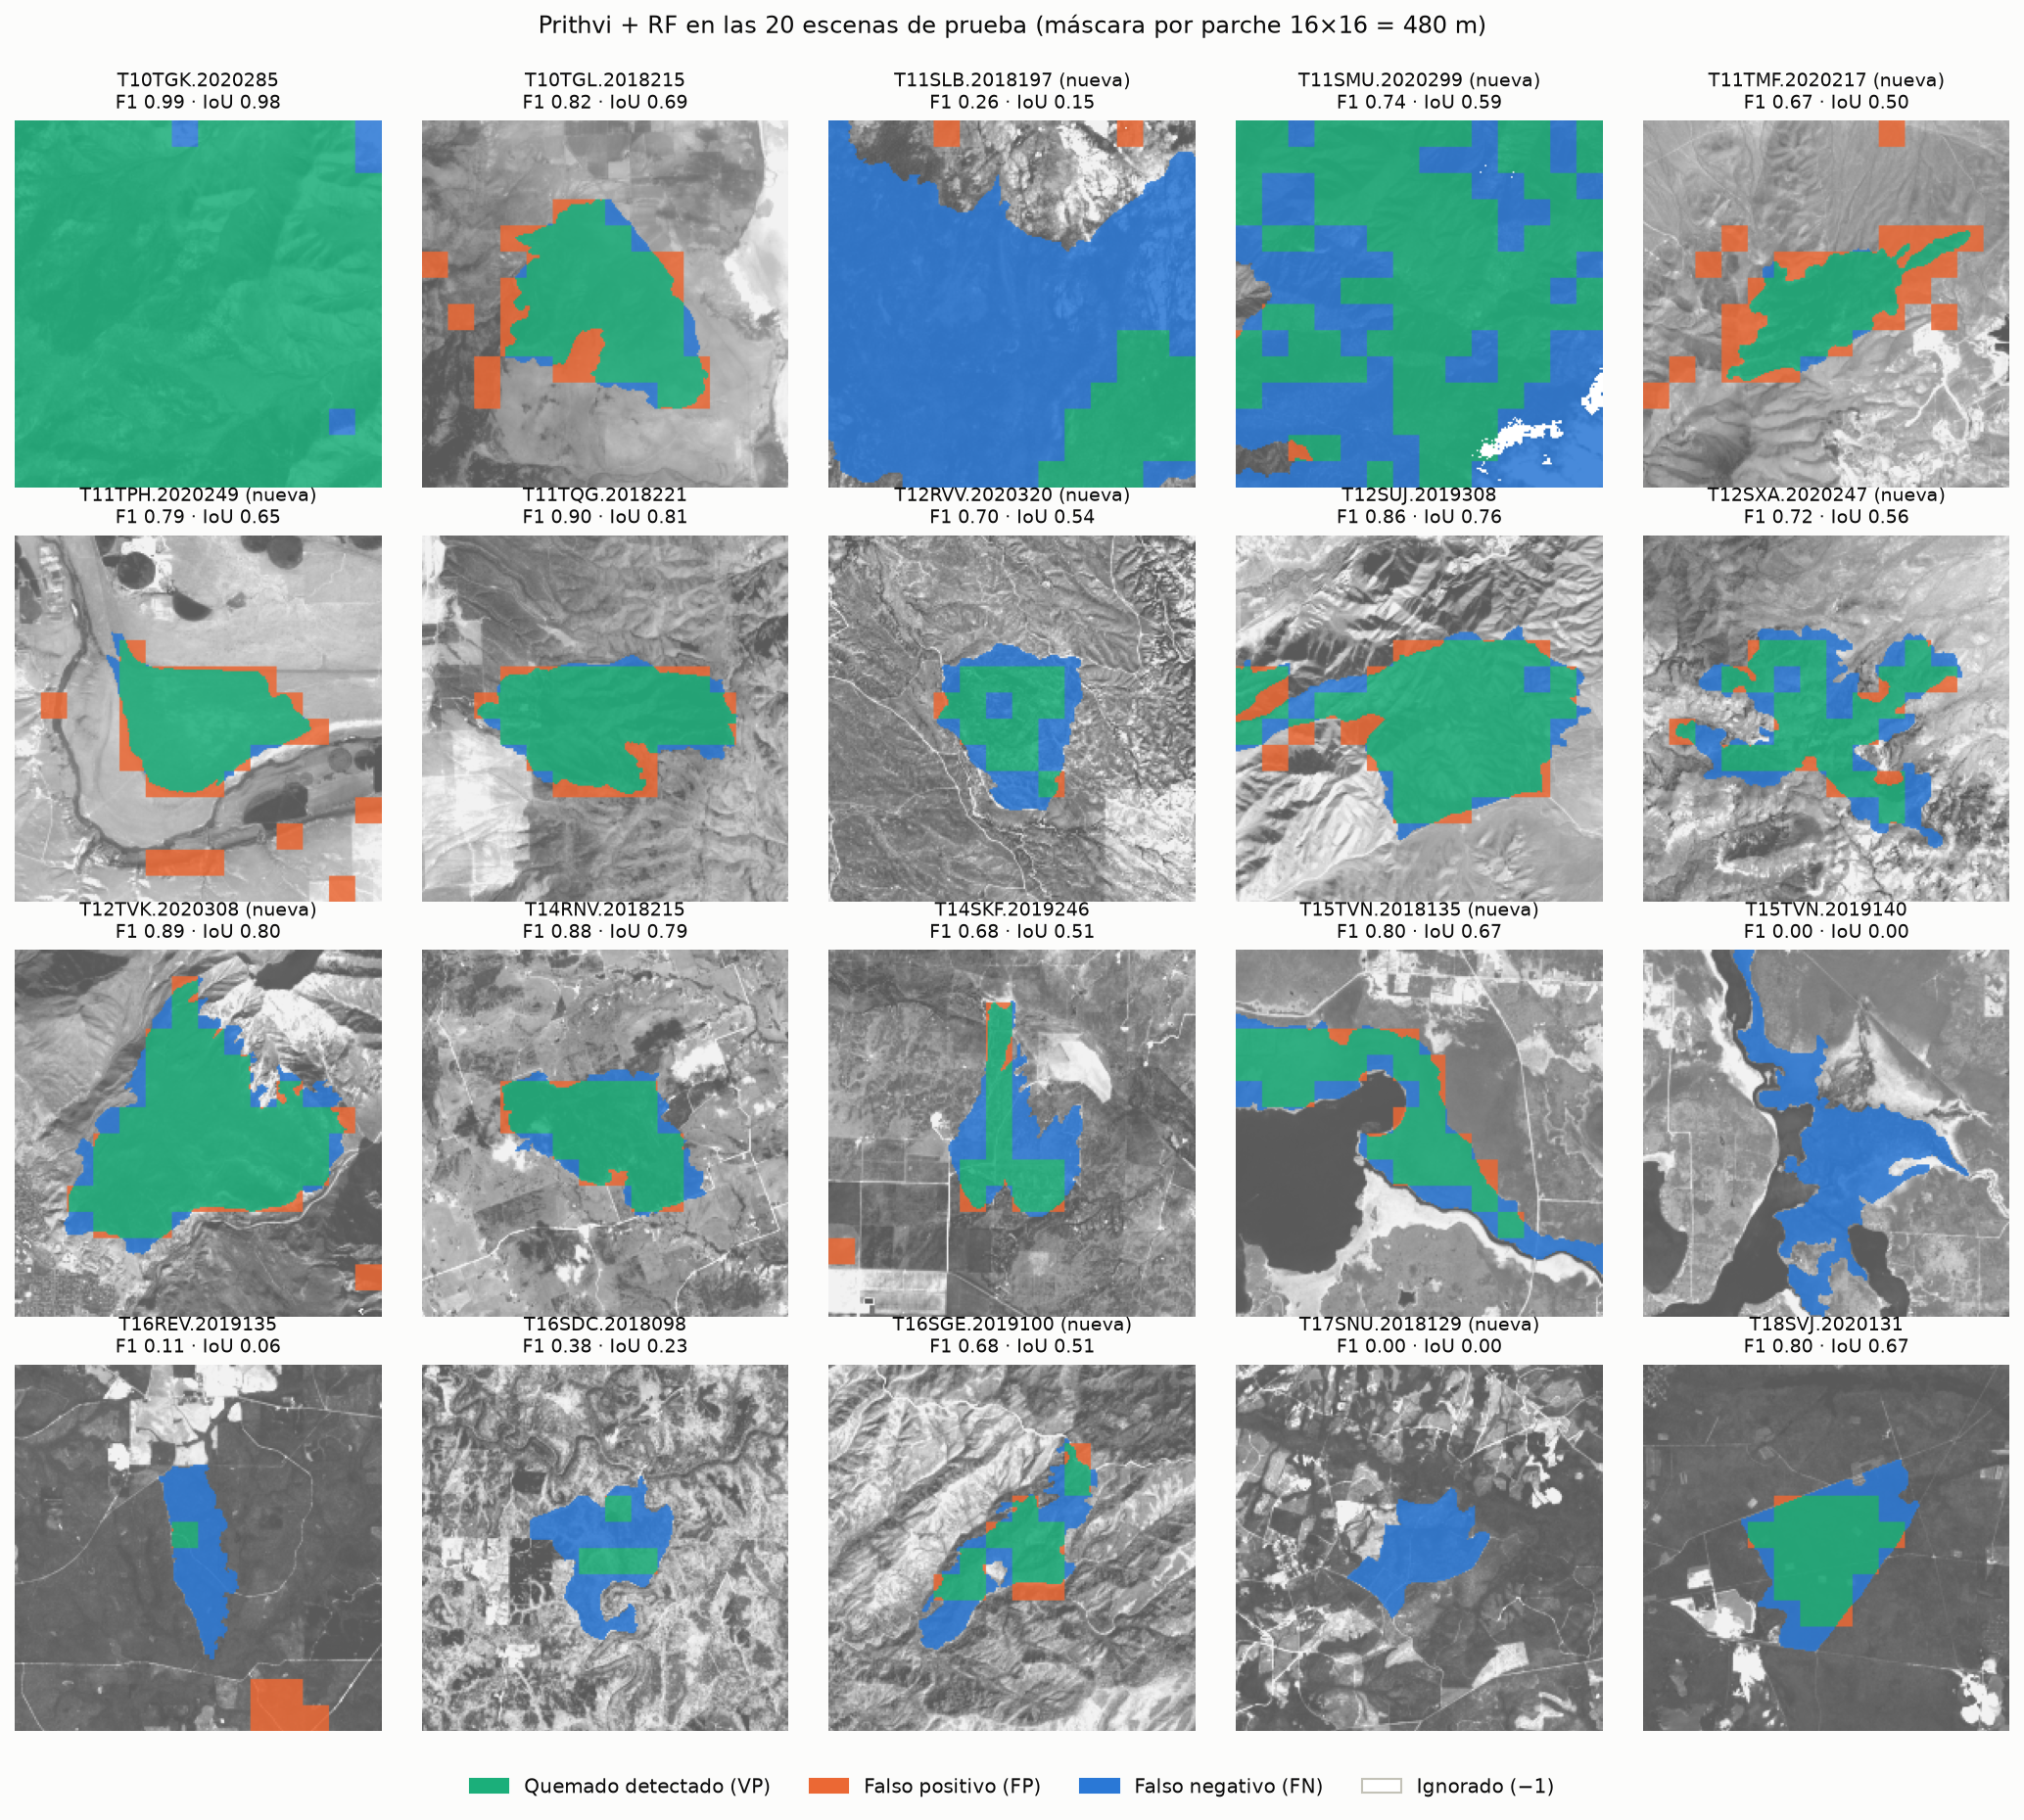 Prithvi + RF en las 20 escenas de prueba (máscara por parche 16×16 = 480 m)
T10TGK.2020285
F1 0.99 · IoU 0.98
T10TGL.2018215
F1 0.82 · IoU 0.69
T11SLB.2018197 (nueva)
F1 0.26 · IoU 0.15
T11SMU.2020299 (nueva)
F1 0.74 · IoU 0.59
T11TMF.2020217 (nueva)
F1 0.67 · IoU 0.50
T11TPH.2020249 (nueva)
F1 0.79 · IoU 0.65
T11TQG.2018221
F1 0.90 · IoU 0.81
T12RVV.2020320 (nueva)
F1 0.70 · IoU 0.54
T12SUJ.2019308
F1 0.86 · IoU 0.76
T12SXA.2020247 (nueva)
F1 0.72 · IoU 0.56
T12TVK.2020308 (nueva)
F1 0.89 · IoU 0.80
T14RNV.2018215
F1 0.88 · IoU 0.79
T14SKF.2019246
F1 0.68 · IoU 0.51
T15TVN.2018135 (nueva)
F1 0.80 · IoU 0.67
T15TVN.2019140
F1 0.00 · IoU 0.00
T16REV.2019135
F1 0.11 · IoU 0.06
T16SDC.2018098
F1 0.38 · IoU 0.23
T16SGE.2019100 (nueva)
F1 0.68 · IoU 0.51
T17SNU.2018129 (nueva)
F1 0.00 · IoU 0.00
T18SVJ.2020131
F1 0.80 · IoU 0.67
Quemado detectado (VP)
Falso positivo (FP)
Falso negativo (FN)
Ignorado (−1)